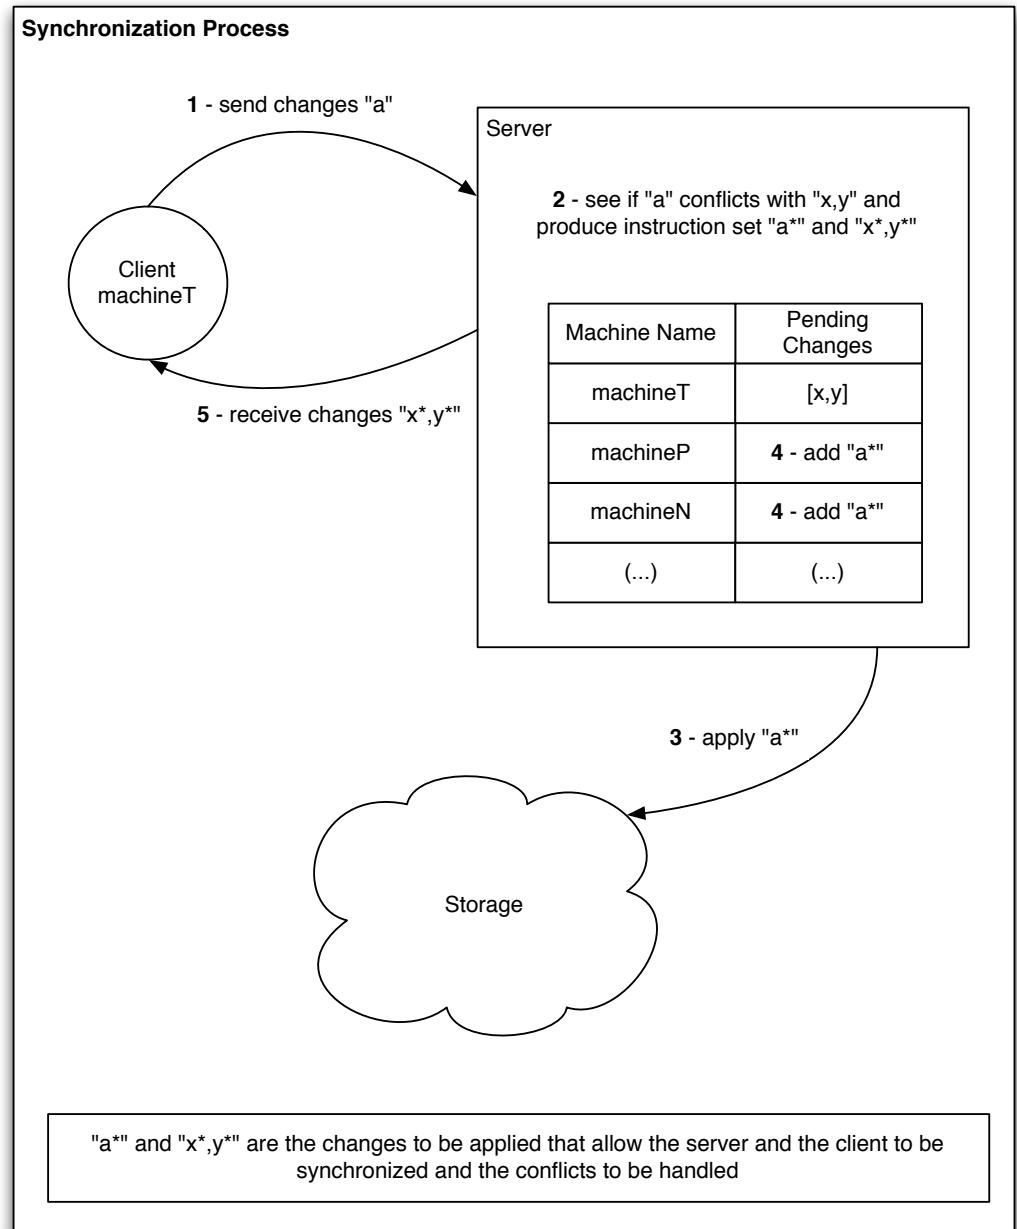 Synchronization Process
1 - send changes "a"
Server
2 - see if "a" conflicts with "x,y" and
produce instruction set "a*" and "x*,y*"
Client
machineT
Machine Name
Pending
Changes
machineT
[x,y]
machineP
4 - add "a*"
machineN
4 - add "a*"
(...)
(...)
5 - receive changes "x*,y*"
3 - apply "a*"
Storage
"a*" and "x*,y*" are the changes to be applied that allow the server and the client to be
synchronized and the conflicts to be handled